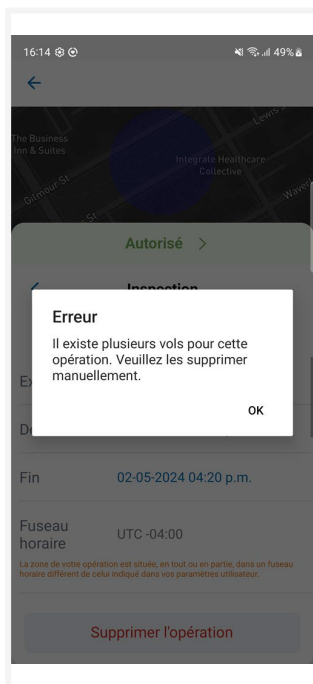 16:14
49%
The Business
Inn & Suites
Integrate Healthcare
Collective
Gilmour St
St
Autorisé >
Inspection
Erreur
Il existe plusieurs vols pour cette
opération. Veuillez les supprimer
manuellement.
OK
Fin 02-05-2024 04:20 p.m.
Fuseau
horaire UTC -04:00
La zone de votre opération est située, en tout ou en partie, dans un fuseau
horaire différent de celui indiqué dans vos paramètres utilisateur.
Supprimer l'opération